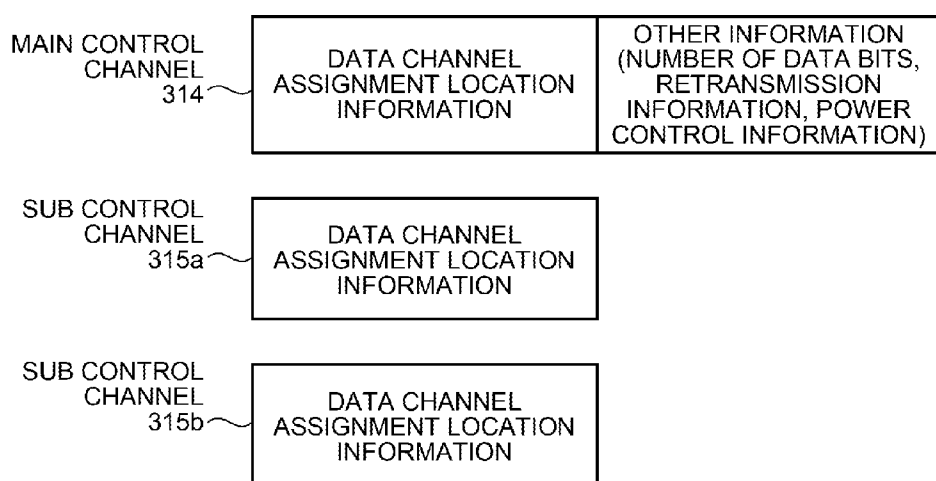 MAIN CONTROL
CHANNEL
314
DATA CHANNEL
ASSIGNMENT LOCATION
INFORMATION
OTHER INFORMATION
(NUMBER OF DATA BITS,
RETRANSMISSION
INFORMATION, POWER
CONTROL INFORMATION)
SUB CONTROL
CHANNEL
315a
DATA CHANNEL
ASSIGNMENT LOCATION
INFORMATION
SUB CONTROL
CHANNEL
315b
DATA CHANNEL
ASSIGNMENT LOCATION
INFORMATION